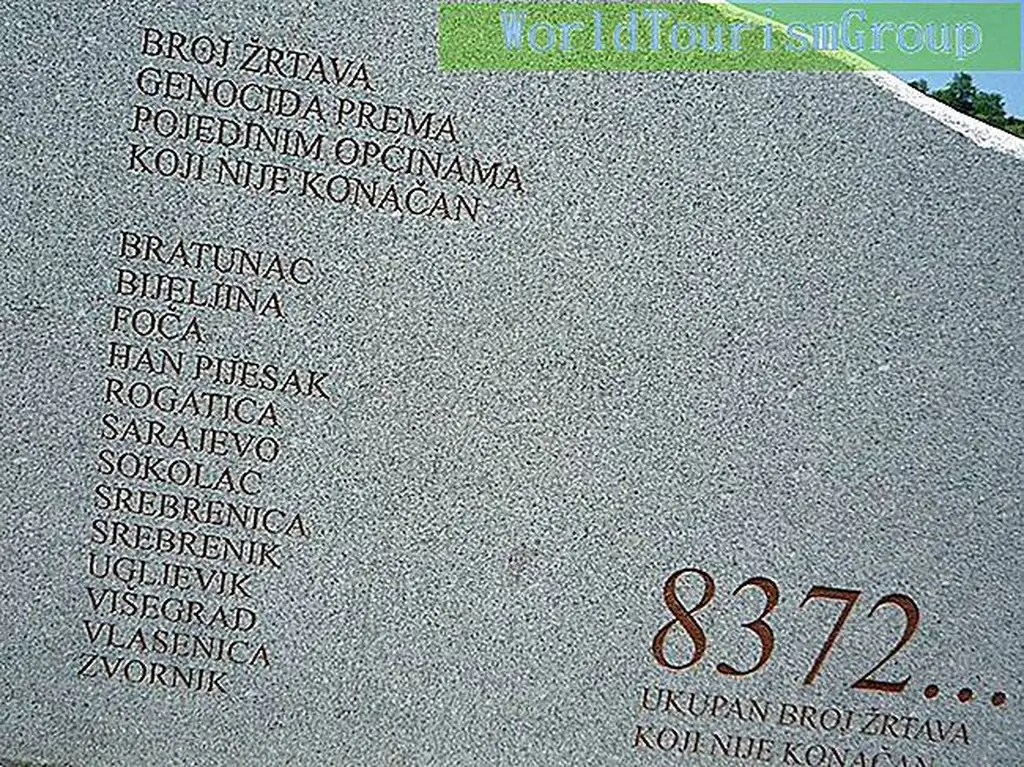 WorldTourismGroup
BROJ ŽRTAVA
GENOCIDA PREMA
POJEDINIM OPĆINAMA
KOJI NIJE KONAČAN
BRATUNAC
BIJELJINA
FOČA
HAN PIJESAK
ROGATICA
SARAJEVO
SOKOLAC
SREBRENICA
SREBRENIK
UGLJEVIK
VIŠEGRAD
VLASENICA
ZVORNIK
8372...
UKUPAN BROJ ŽRTAVA
KOJI NIJE KONAČAN